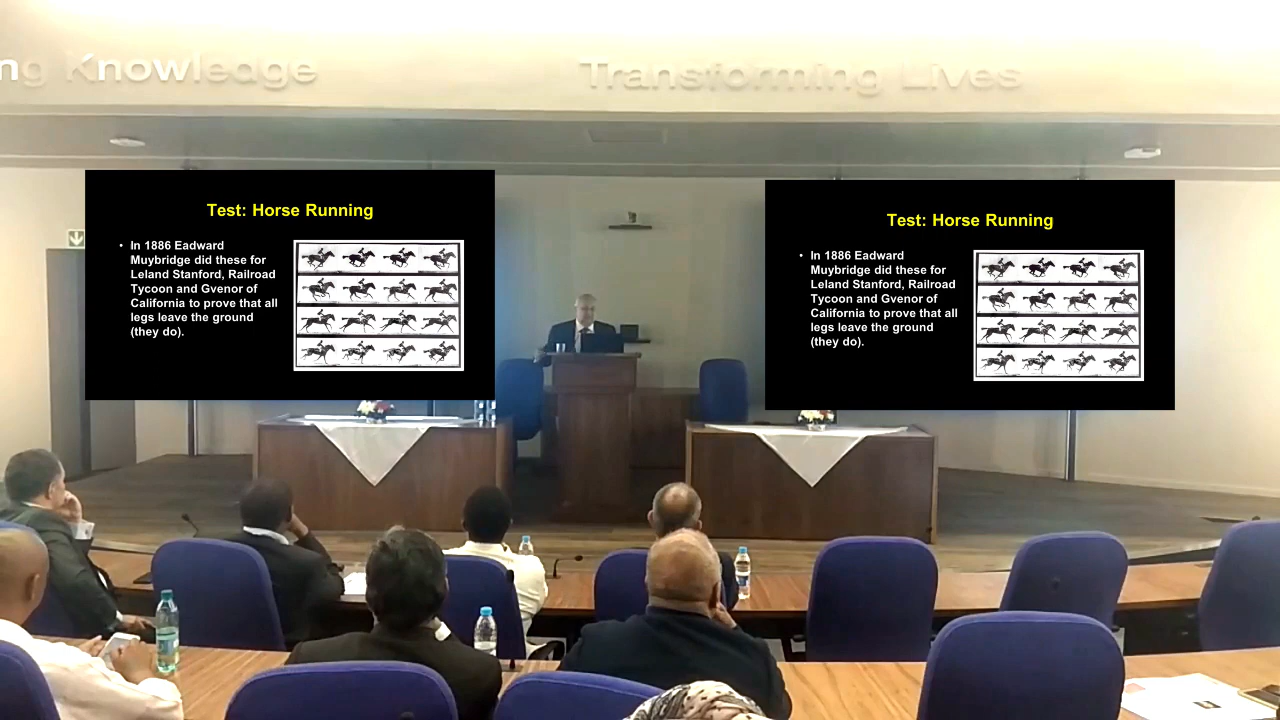 ng Knowledge
Transforming Lives
Test: Horse Running
• In 1886 Eadward
Muybridge did these for
Leland Stanford, Railroad
Tycoon and Gvenor of
California to prove that all
legs leave the ground
(they do).
Test: Horse Running
• In 1886 Eadward
Muybridge did these for
Leland Stanford, Railroad
Tycoon and Gvenor of
California to prove that all
legs leave the ground
(they do).